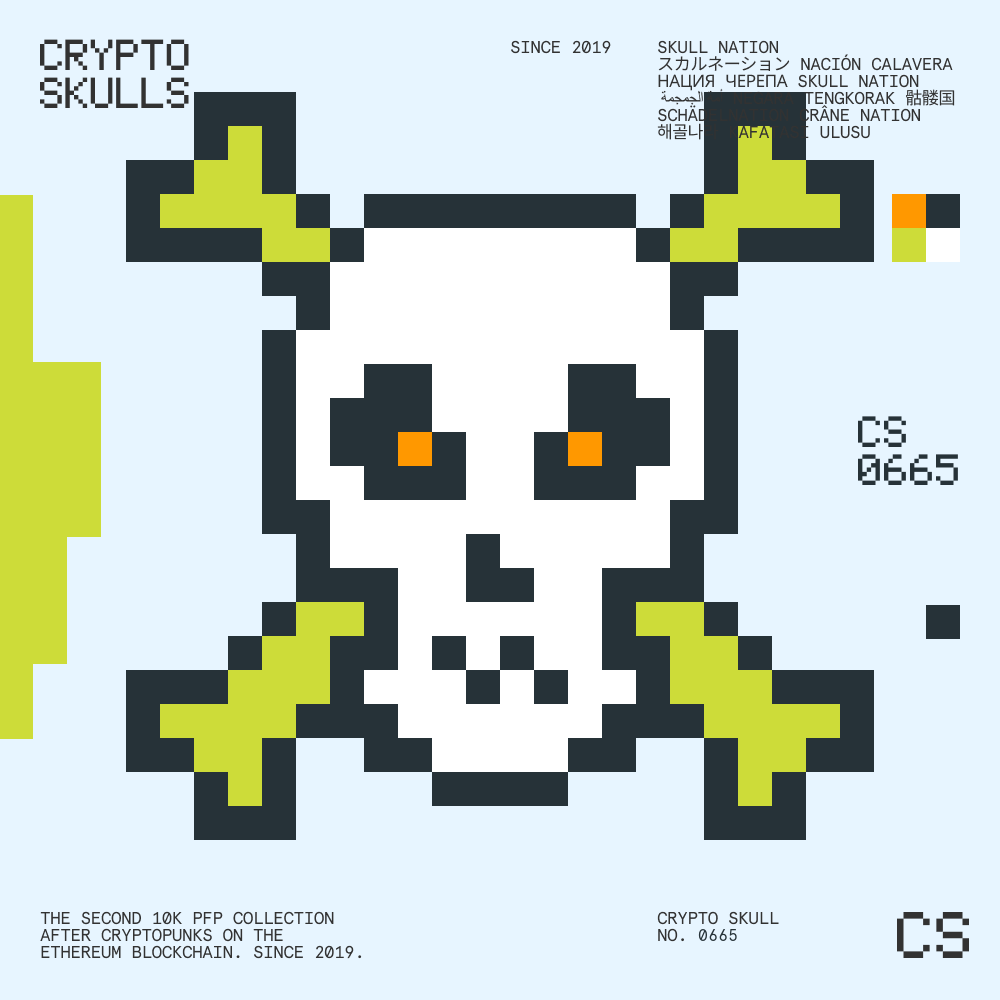 CRYPTO
SKULLS
SINCE 2019
SKULL NATION
スカルネーション NACIÓN CALAVERA
НАЦИЯ ЧЕРЕПА SKULL NATION
الجمجمة TENGKORAK 骷髅国
CRÂNE NATION
해골 ULUSU
CS
0665
THE SECOND 10K PFP COLLECTION
AFTER CRYPTOPUNKS ON THE
ETHEREUM BLOCKCHAIN. SINCE 2019.
CRYPTO SKULL
NO. 0665
CS